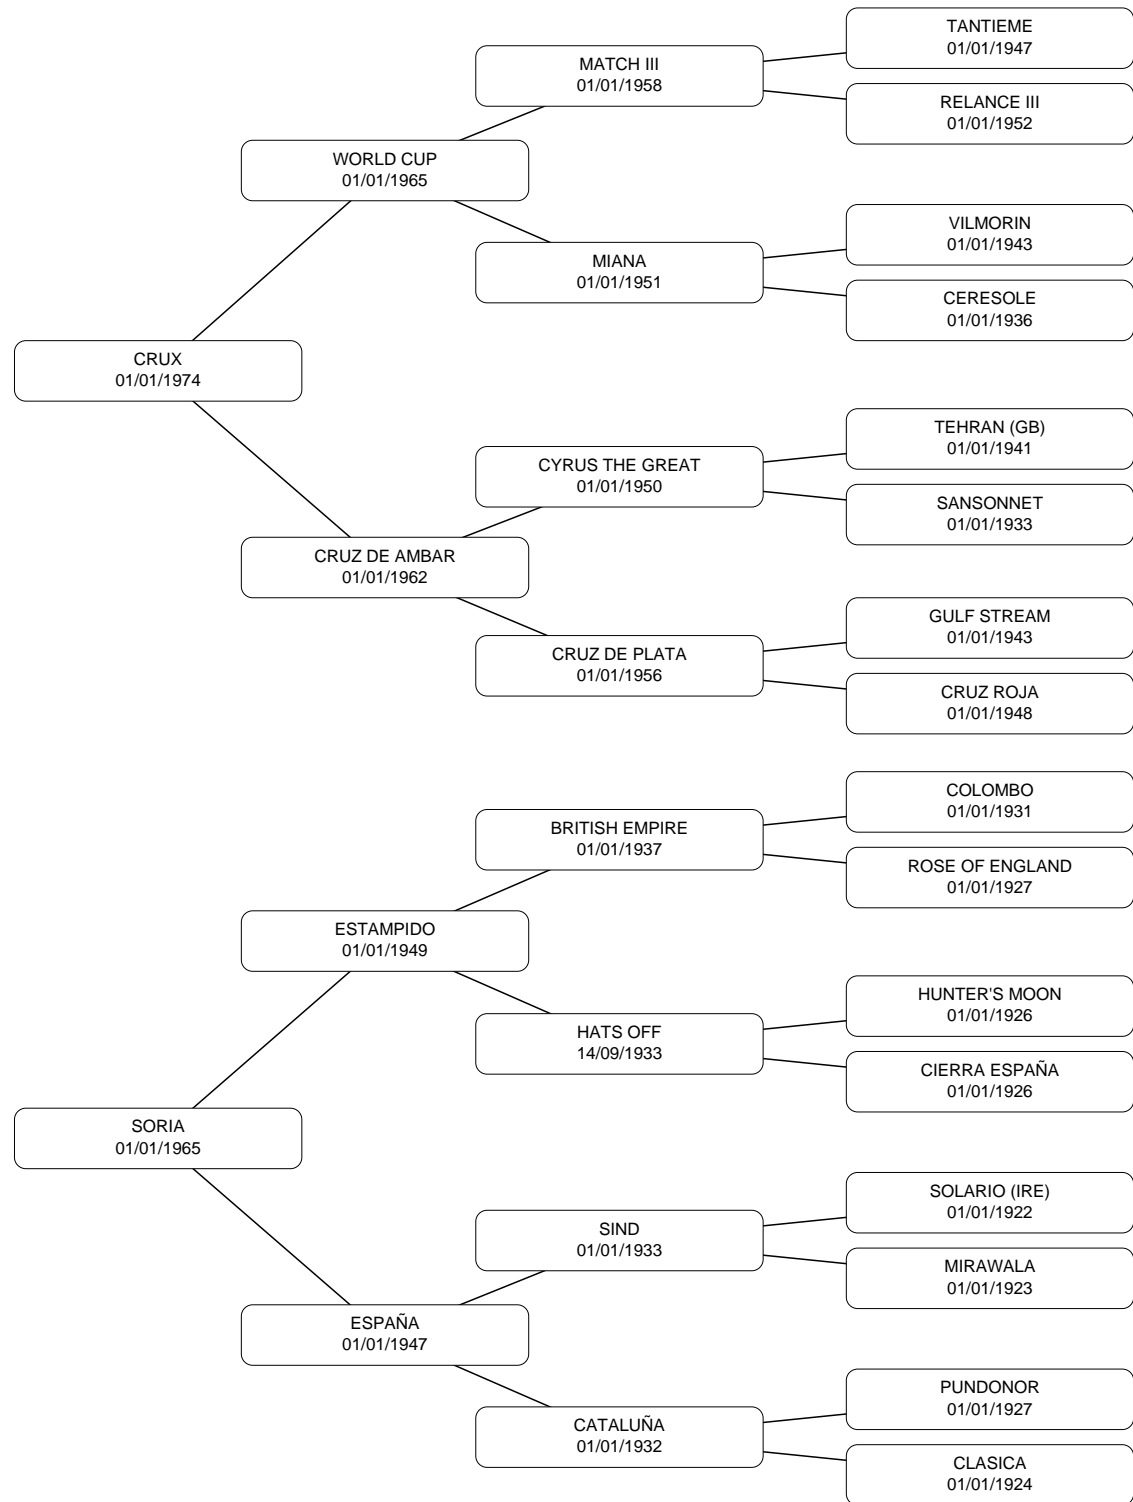 TANTIEME
01/01/1947
MATCH III
01/01/1958
RELANCE III
01/01/1952
WORLD CUP
01/01/1965
VILMORIN
01/01/1943
MIANA
01/01/1951
CERESOLE
01/01/1936
CRUX
01/01/1974
TEHRAN (GB)
01/01/1941
CYRUS THE GREAT
01/01/1950
SANSONNET
01/01/1933
CRUZ DE AMBAR
01/01/1962
GULF STREAM
01/01/1943
CRUZ DE PLATA
01/01/1956
CRUZ ROJA
01/01/1948
COLOMBO
01/01/1931
BRITISH EMPIRE
01/01/1937
ROSE OF ENGLAND
01/01/1927
ESTAMPIDO
01/01/1949
HUNTER'S MOON
01/01/1926
HATS OFF
14/09/1933
CIERRA ESPAÑA
01/01/1926
SORIA
01/01/1965
SOLARIO (IRE)
01/01/1922
SIND
01/01/1933
MIRAWALA
01/01/1923
ESPAÑA
01/01/1947
PUNDONOR
01/01/1927
CATALUÑA
01/01/1932
CLASICA
01/01/1924